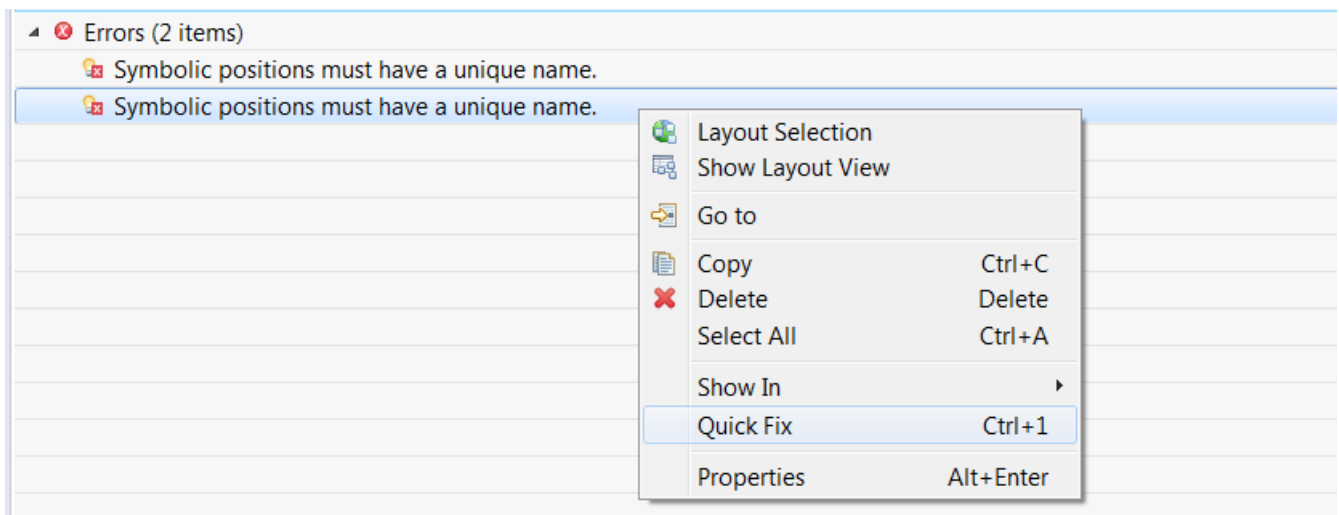 Errors (2 items)
Symbolic positions must have a unique name.
Symbolic positions must have a unique name.
Layout Selection
Show Layout View
Go to
Copy Ctrl+C
Delete Delete
Select All Ctrl+A
Show In
Quick Fix Ctrl+1
Properties Alt+Enter